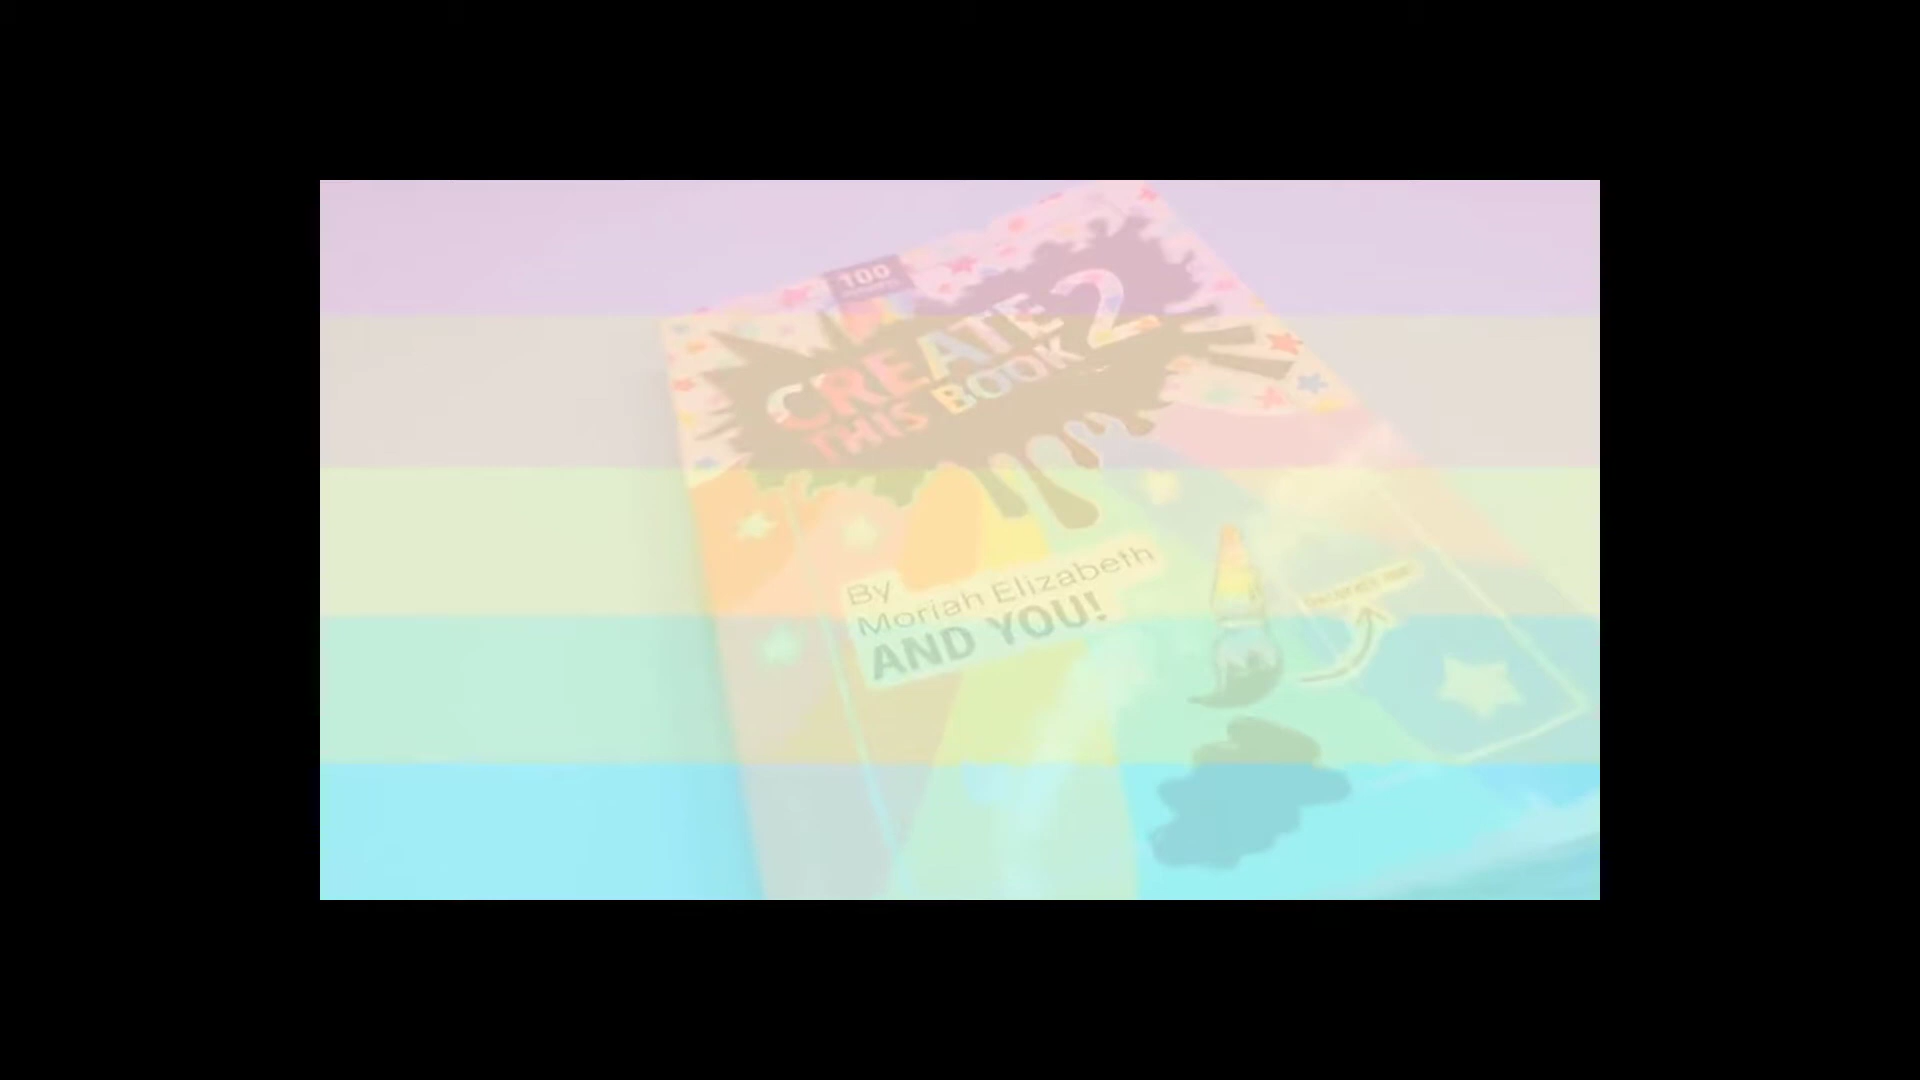 100
CREATE 2
THIS BOOK
By
Moriah Elizabeth
AND YOU!